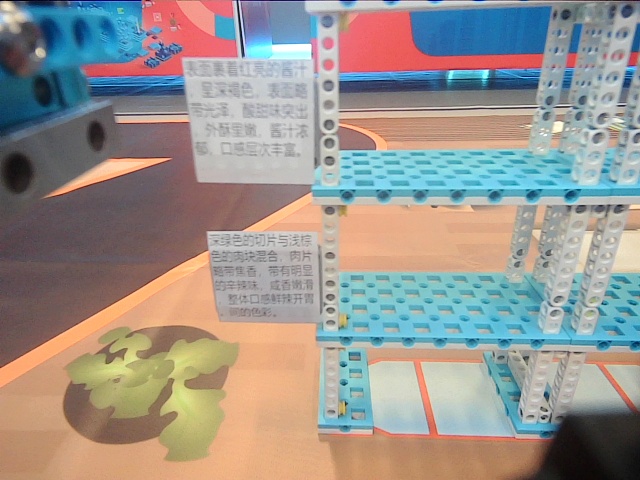 表面裹着红亮的酱汁
呈深褐色，表面略
带光泽，酸甜味突出
，外酥里嫩，酱汁浓
郁，口感层次丰富。
深绿色的切片与浅棕
色的肉块混合，肉片
略带焦香，带有明显
的辛辣味，咸香嫩滑
，整体口感鲜辣开胃
间的色彩。